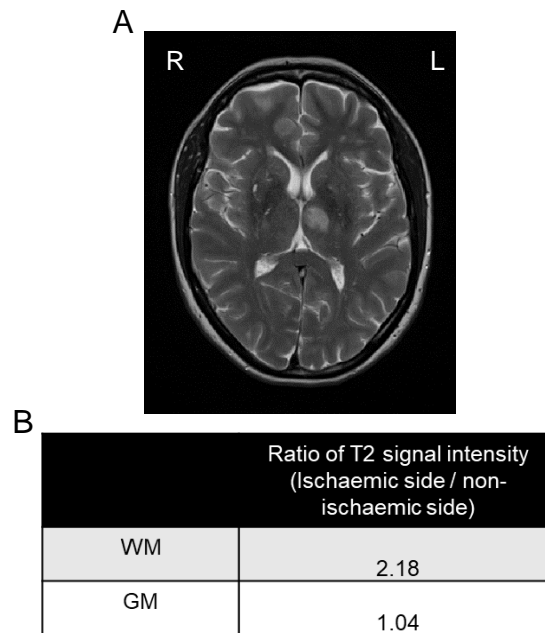 A
R L
B
Ratio of T2 signal intensity
(Ischaemic side / non-
ischaemic side)
WM
2.18
GM
1.04